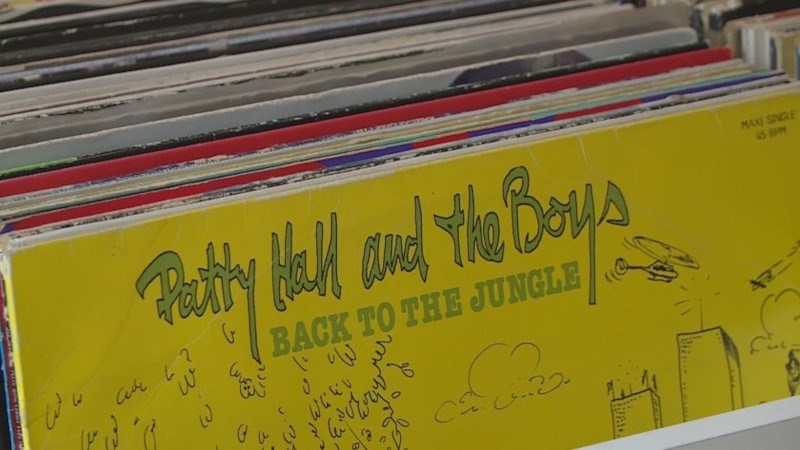 MAXI SINGLE
45 RPM
Patty Hall and the Boys
BACK TO THE JUNGLE